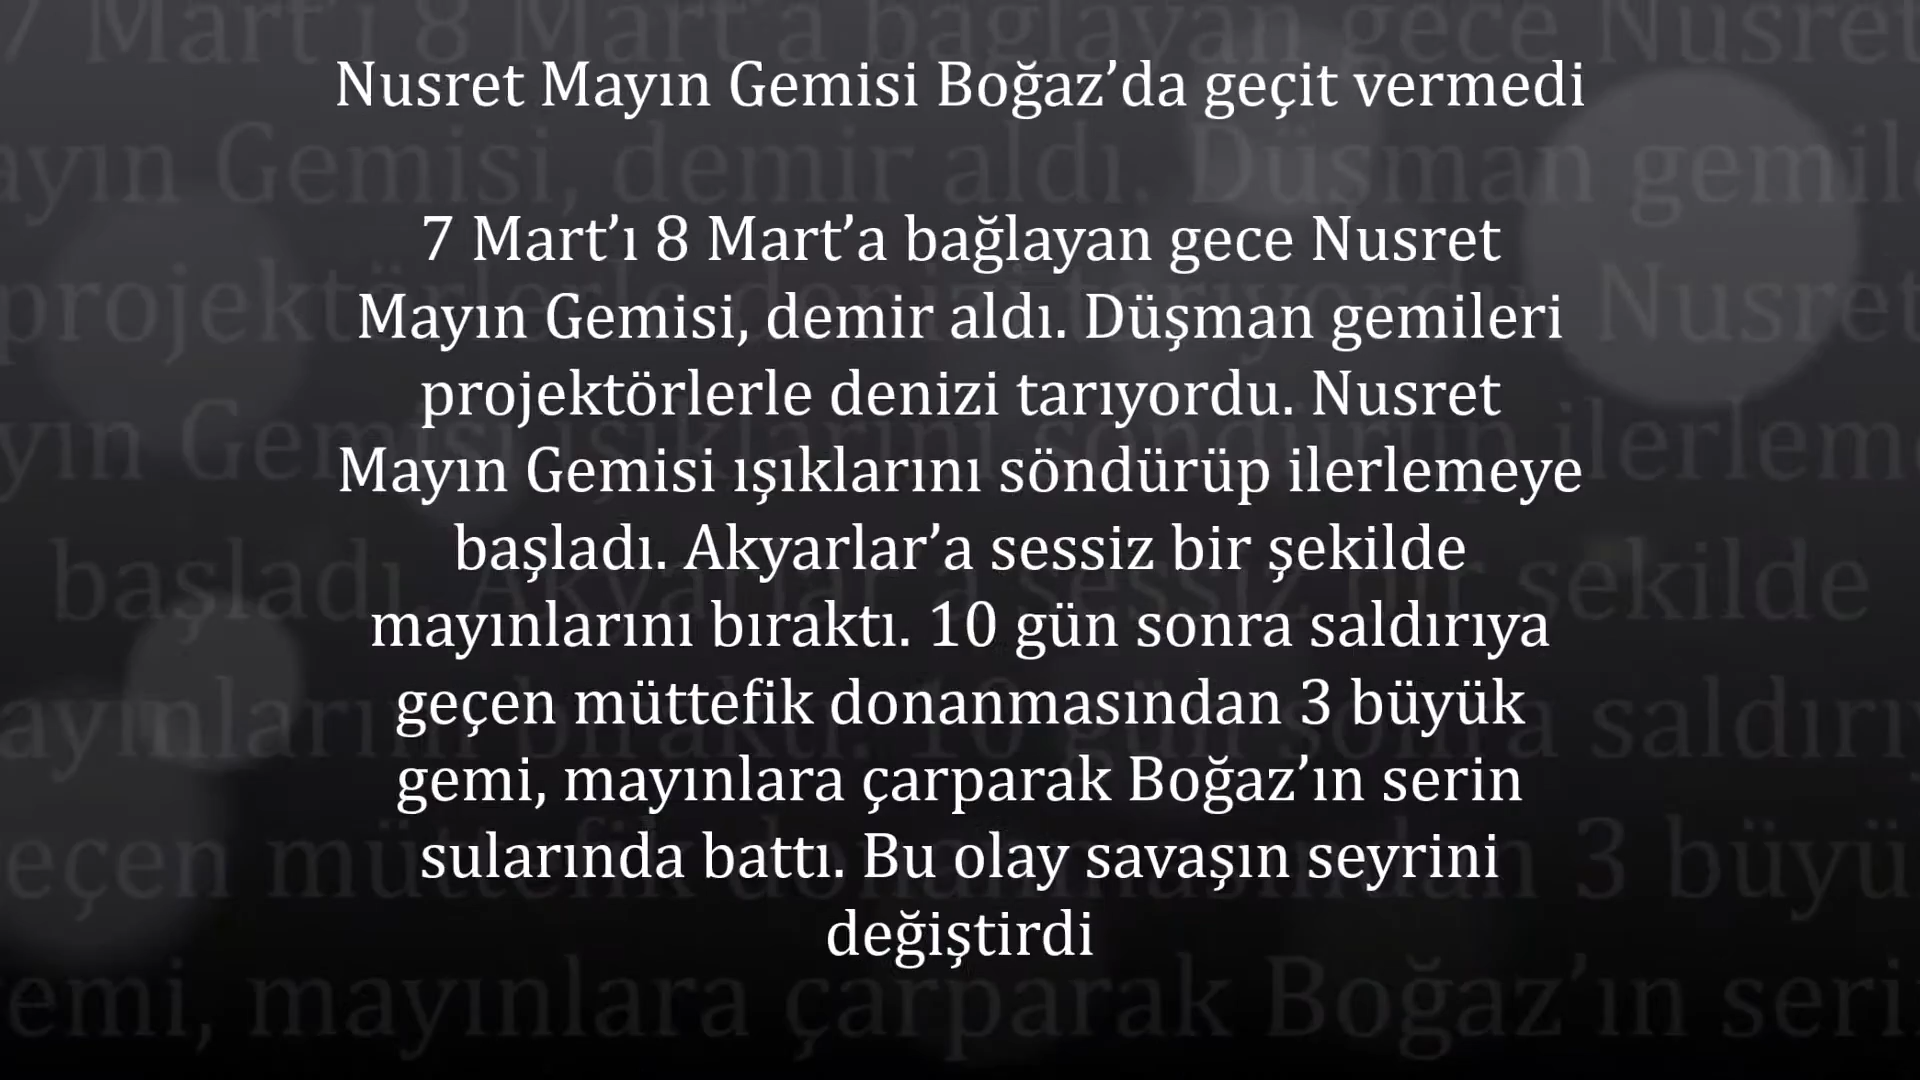 Nusret Mayın Gemisi Boğaz’da geçit vermedi
7 Mart’ı 8 Mart’a bağlayan gece Nusret
Mayın Gemisi, demir aldı. Düşman gemileri
projektörlerle denizi tarıyordu. Nusret
Mayın Gemisi ışıklarını söndürüp ilerlemeye
başladı. Akyarlar’a sessiz bir şekilde
mayınlarını bıraktı. 10 gün sonra saldırıya
geçen müttefik donanmasından 3 büyük
gemi, mayınlara çarparak Boğaz’ın serin
sularında battı. Bu olay savaşın seyrini
değiştirdi